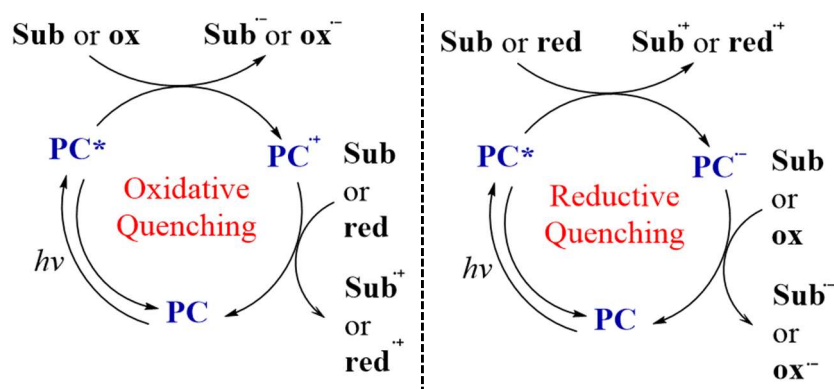 Sub or ox
Sub·- or ox·-
PC*
PC·+
Sub
or
red
Oxidative
Quenching
hν
PC
Sub·+
or
red·+
Sub or red
Sub·+ or red·+
PC*
PC·-
Sub
or
ox
Reductive
Quenching
hν
PC
Sub·-
or
ox·-